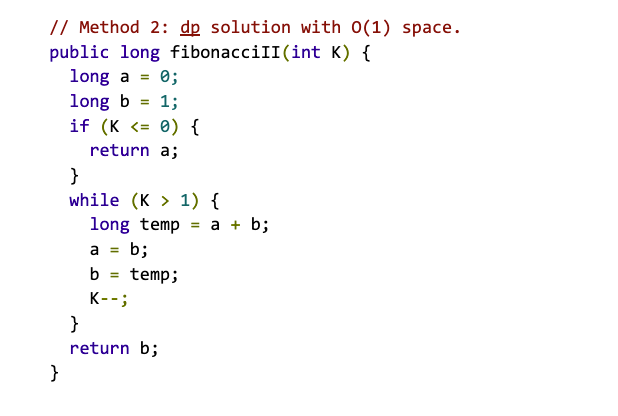 // Method 2: dp solution with O(1) space.
public long fibonacciII(int K) {
long a = 0;
long b = 1;
if (K <= 0) {
return a;
}
while (K > 1) {
long temp = a + b;
a = b;
b = temp;
K--;
}
return b;
}